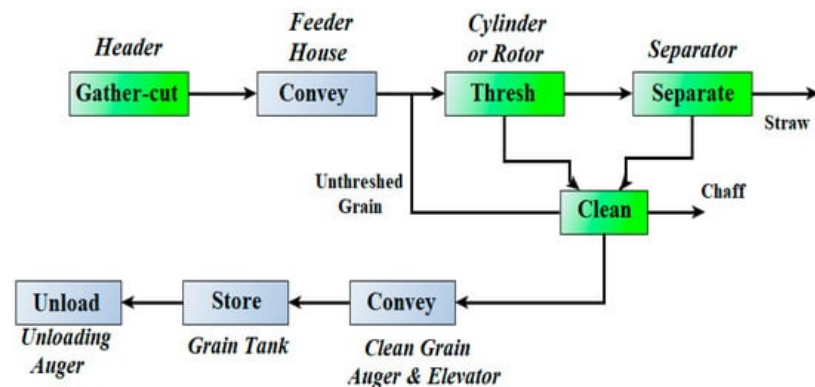 Header
Feeder
House
Cylinder
or Rotor
Separator
Gather-cut
Convey
Thresh
Separate
Straw
Unthreshed
Grain
Clean
Chaff
Unload
Store
Convey
Unloading
Auger
Grain Tank
Clean Grain
Auger & Elevator